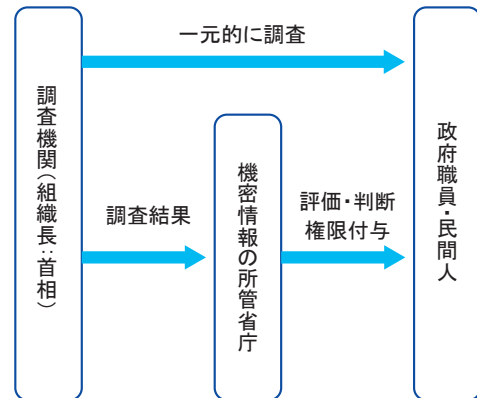 一元的に調査
調査機関（組織長：首相）
調査結果
機密情報の所管省庁
評価・判断
権限付与
政府職員・民間人